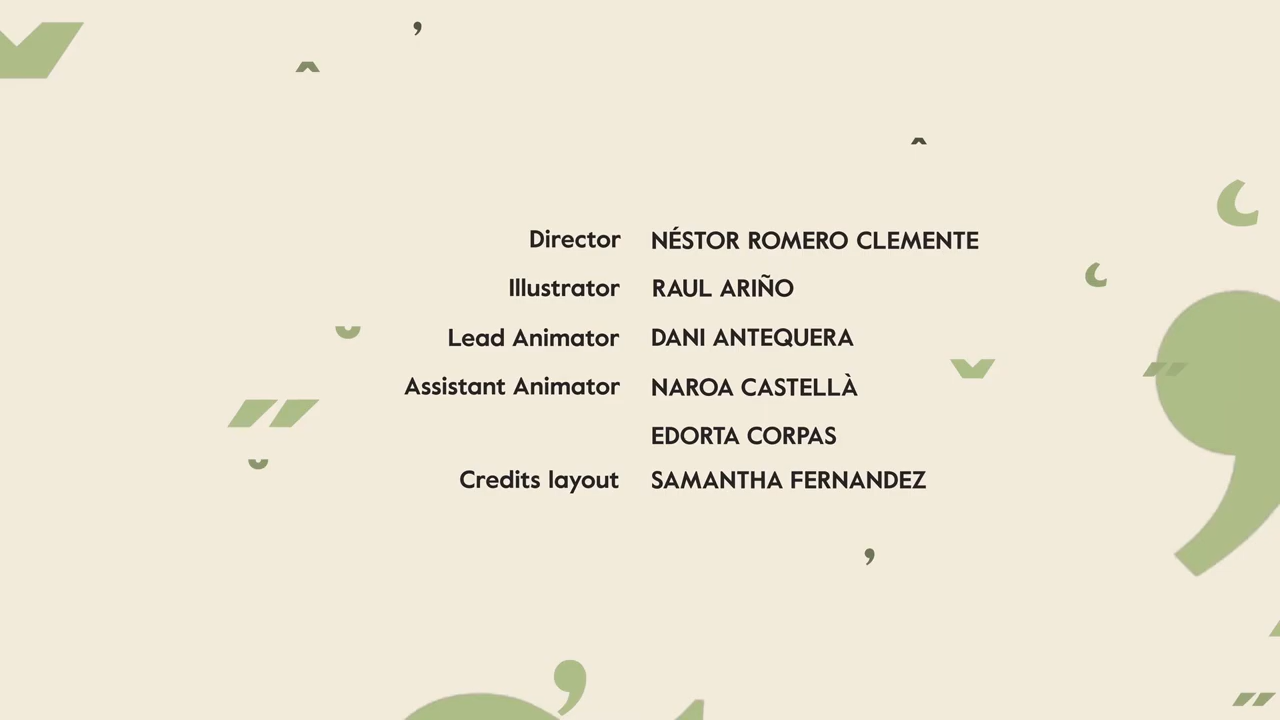 Director NÉSTOR ROMERO CLEMENTE
Illustrator RAUL ARIÑO
Lead Animator DANI ANTEQUERA
Assistant Animator NAROA CASTELLÀ
EDORTA CORPAS
Credits layout SAMANTHA FERNANDEZ